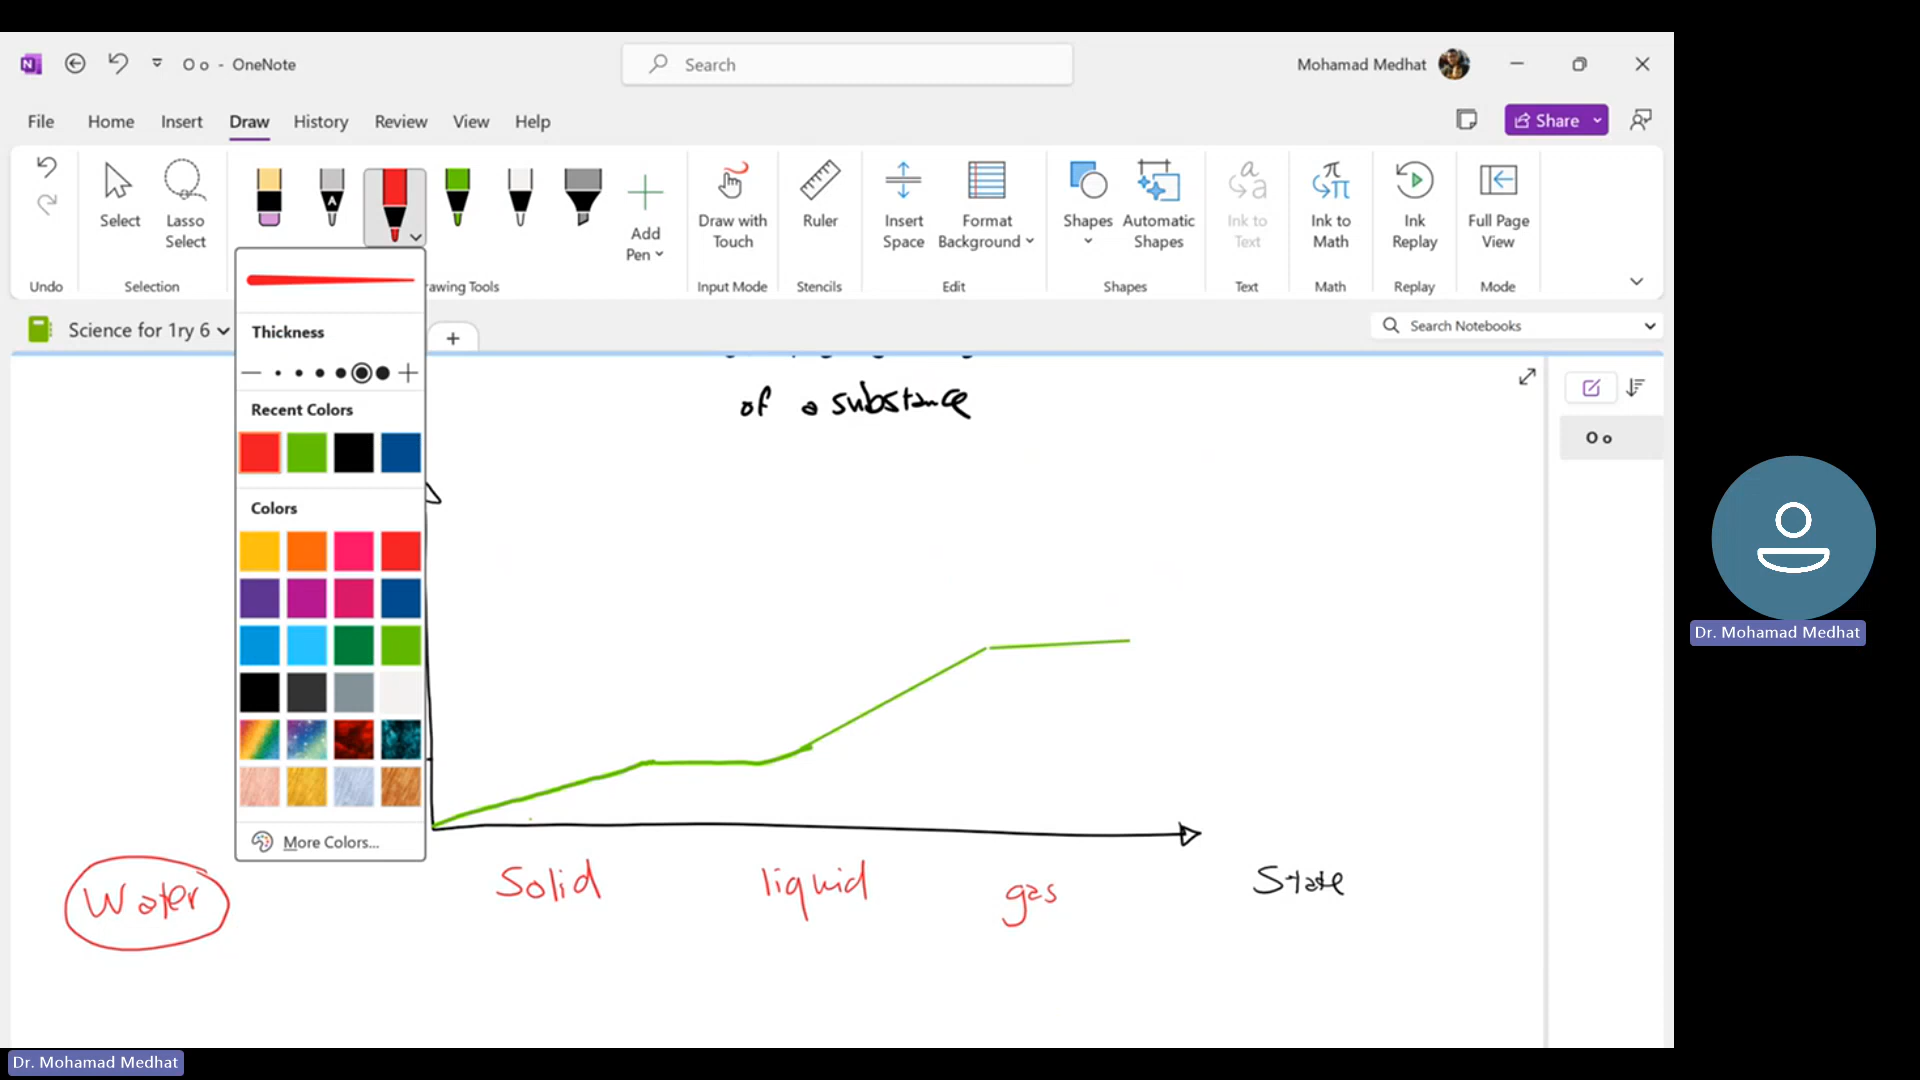 O o - OneNote
Search
Mohamad Medhat
File Home Insert Draw History Review View Help
Share
Select
Lasso Select
A
Add Pen
Draw with Touch
Ruler
Insert Space
Format Background
Shapes
Automatic Shapes
Ink to Text
Ink to Math
Ink Replay
Full Page View
Undo Selection Drawing Tools Input Mode Stencils Edit Shapes Text Math Replay Mode
Science for 1ry 6
Search Notebooks
Thickness
Recent Colors
Colors
More Colors...
of a substance
O o
Water
Solid liquid gas
State
Dr. Mohamad Medhat
Dr. Mohamad Medhat